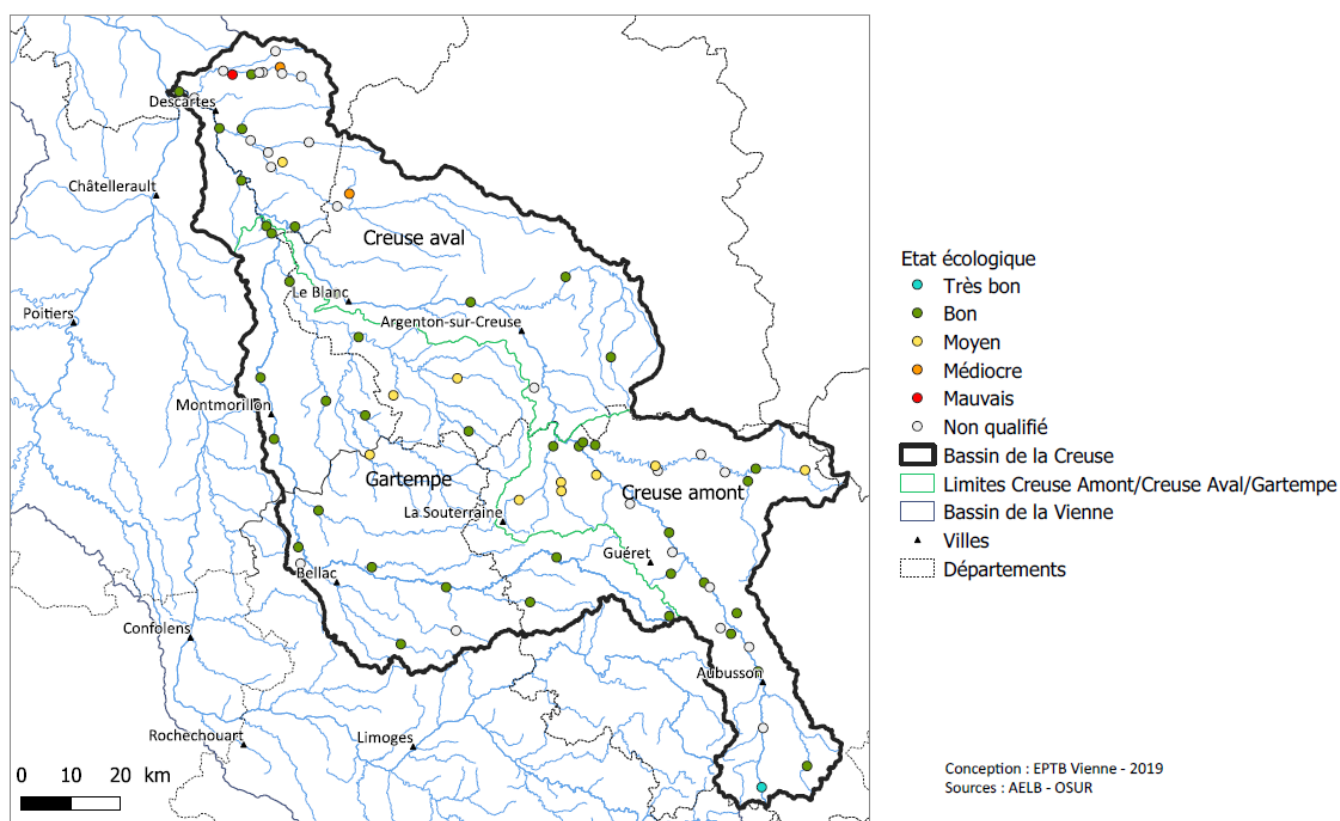 Descartes
Châtellerault
Creuse aval
Le Blanc
Poitiers
Argenton-sur-Creuse
Montmorillon
Gartempe
Creuse amont
La Souterraine
Guéret
Bellac
Confolens
Aubusson
Rochechouart
Limoges
0 10 20 km
Etat écologique
Très bon
Bon
Moyen
Médiocre
Mauvais
Non qualifié
Bassin de la Creuse
Limites Creuse Amont/Creuse Aval/Gartempe
Bassin de la Vienne
Villes
Départements
Conception : EPTB Vienne - 2019
Sources : AELB - OSUR